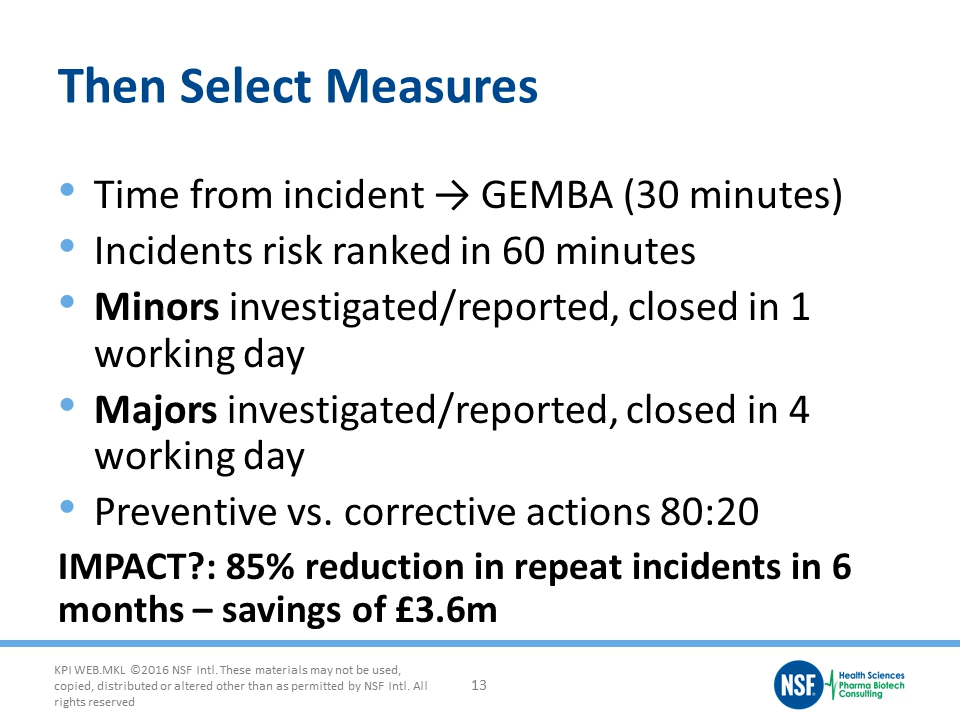 Then Select Measures
• Time from incident → GEMBA (30 minutes)
• Incidents risk ranked in 60 minutes
• Minors investigated/reported, closed in 1
working day
• Majors investigated/reported, closed in 4
working day
• Preventive vs. corrective actions 80:20
IMPACT?: 85% reduction in repeat incidents in 6
months – savings of £3.6m
KPI WEB.MKL ©2016 NSF Intl. These materials may not be used,
copied, distributed or altered other than as permitted by NSF Intl. All
rights reserved
13
NSF
Health Sciences
Pharma Biotech
Consulting